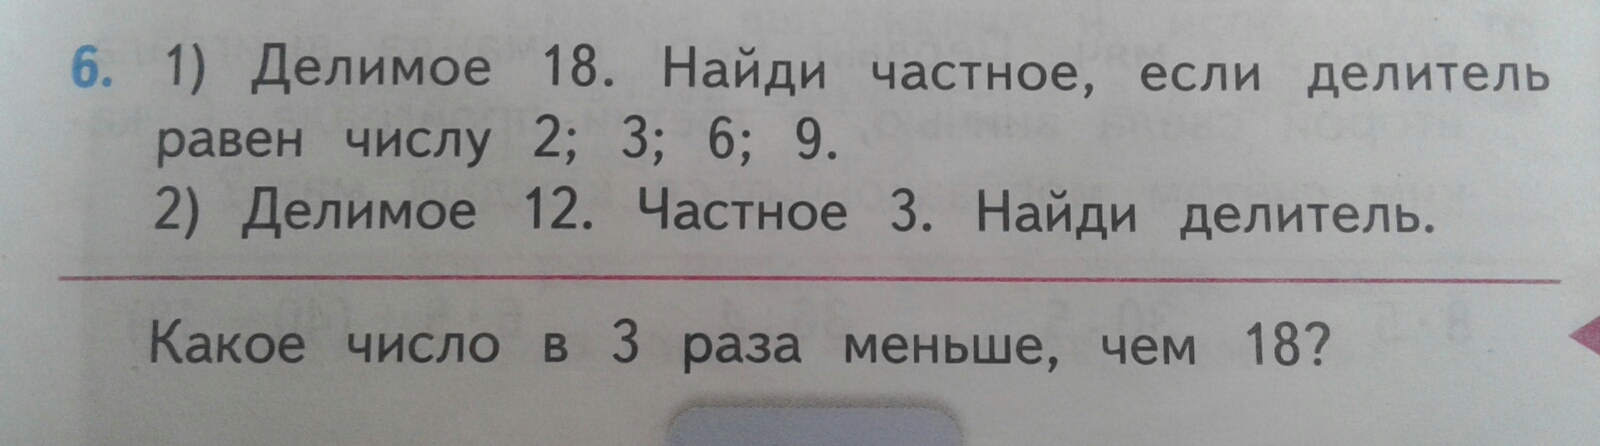 6. 1) Делимое 18. Найди частное, если делитель
равен числу 2; 3; 6; 9.
2) Делимое 12. Частное 3. Найди делитель.
Какое число в 3 раза меньше, чем 18?